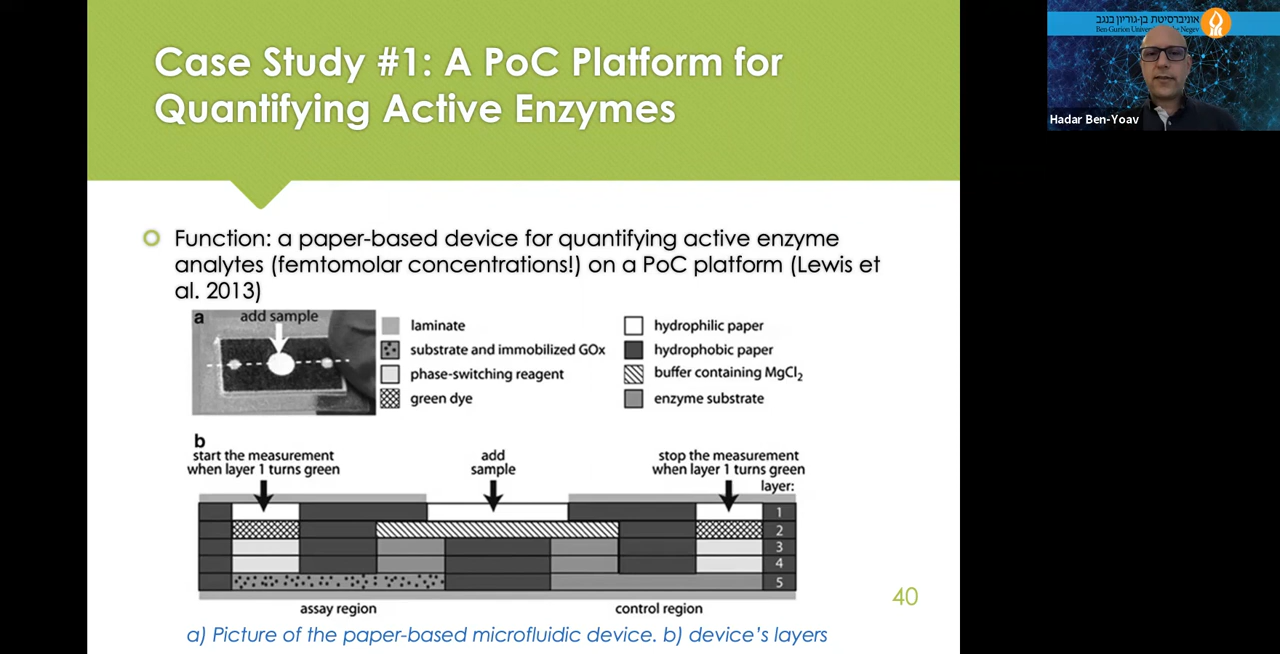 Case Study #1: A PoC Platform for
Quantifying Active Enzymes
אוניברסיטת בן-גוריון בנגב
Ben-Gurion Negev
Hadar Ben-Yoav
Function: a paper-based device for quantifying active enzyme
analytes (femtomolar concentrations!) on a PoC platform (Lewis et
al. 2013)
a
add sample
laminate
substrate and immobilized GOx
phase-switching reagent
green dye
hydrophilic paper
hydrophobic paper
buffer containing MgCl₂
enzyme substrate
b
start the measurement
when layer 1 turns green
add
sample
stop the measurement
when layer 1 turns green
layer:
1
2
3
4
5
assay region
control region
40
a) Picture of the paper-based microfluidic device. b) device's layers